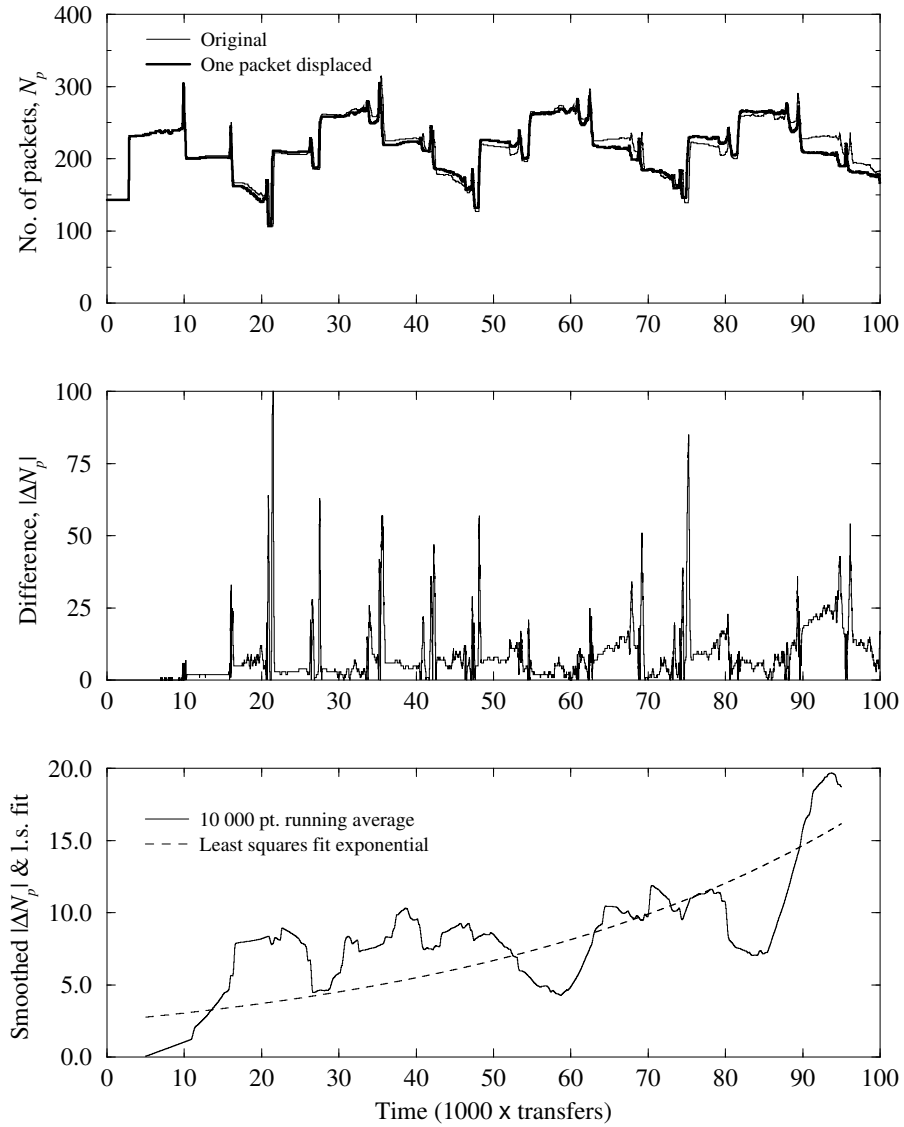 400
300
200
100
0
No. of packets, Nₚ
Original
One packet displaced
0 10 20 30 40 50 60 70 80 90 100
100
75
50
25
0
Difference, |ΔNₚ|
0 10 20 30 40 50 60 70 80 90 100
20.0
15.0
10.0
5.0
0.0
Smoothed |ΔNₚ| & l.s. fit
10 000 pt. running average
Least squares fit exponential
0 10 20 30 40 50 60 70 80 90 100
Time (1000 x transfers)